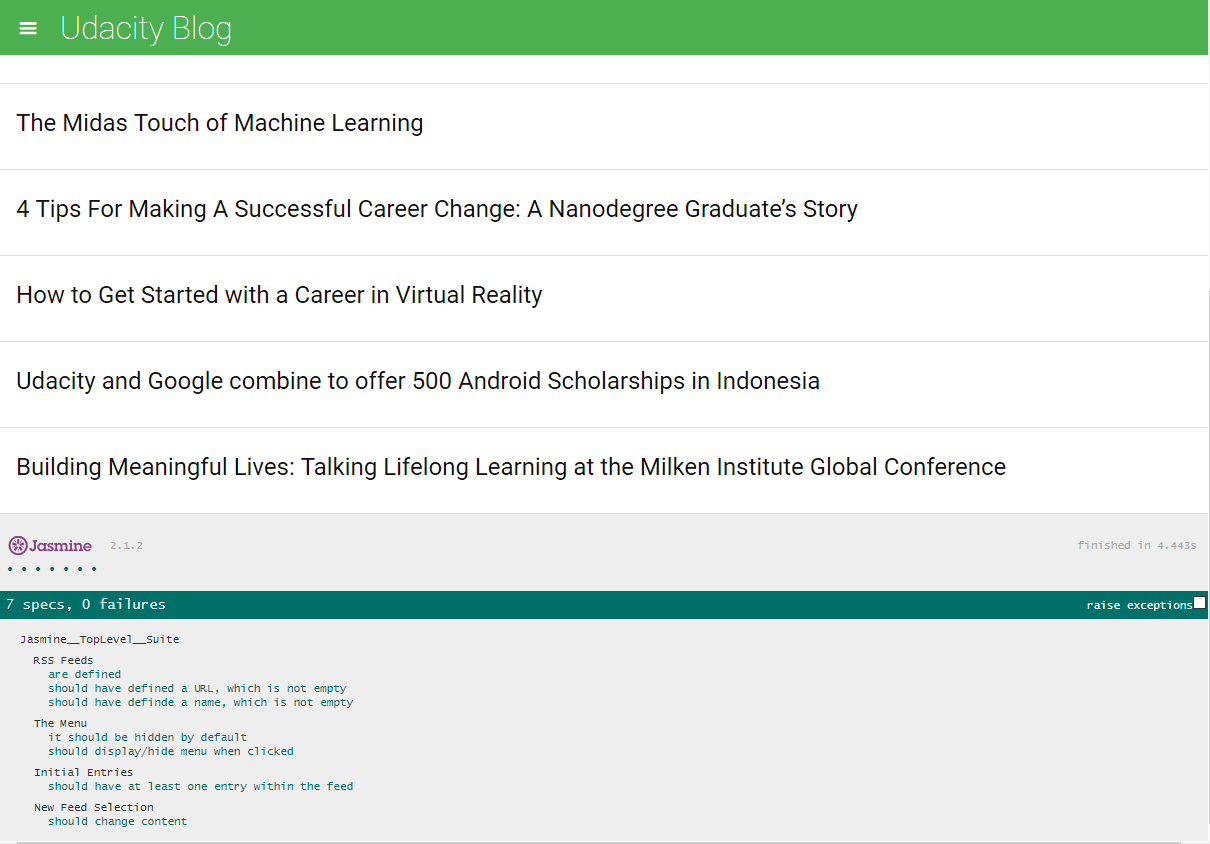 Udacity Blog
The Midas Touch of Machine Learning
4 Tips For Making A Successful Career Change: A Nanodegree Graduate’s Story
How to Get Started with a Career in Virtual Reality
Udacity and Google combine to offer 500 Android Scholarships in Indonesia
Building Meaningful Lives: Talking Lifelong Learning at the Milken Institute Global Conference
Jasmine 2.1.2 finished in 4.443s
7 specs, 0 failures raise exceptions
Jasmine__TopLevel__Suite
RSS Feeds
are defined
should have defined a URL, which is not empty
should have definde a name, which is not empty
The Menu
it should be hidden by default
should display/hide menu when clicked
Initial Entries
should have at least one entry within the feed
New Feed Selection
should change content